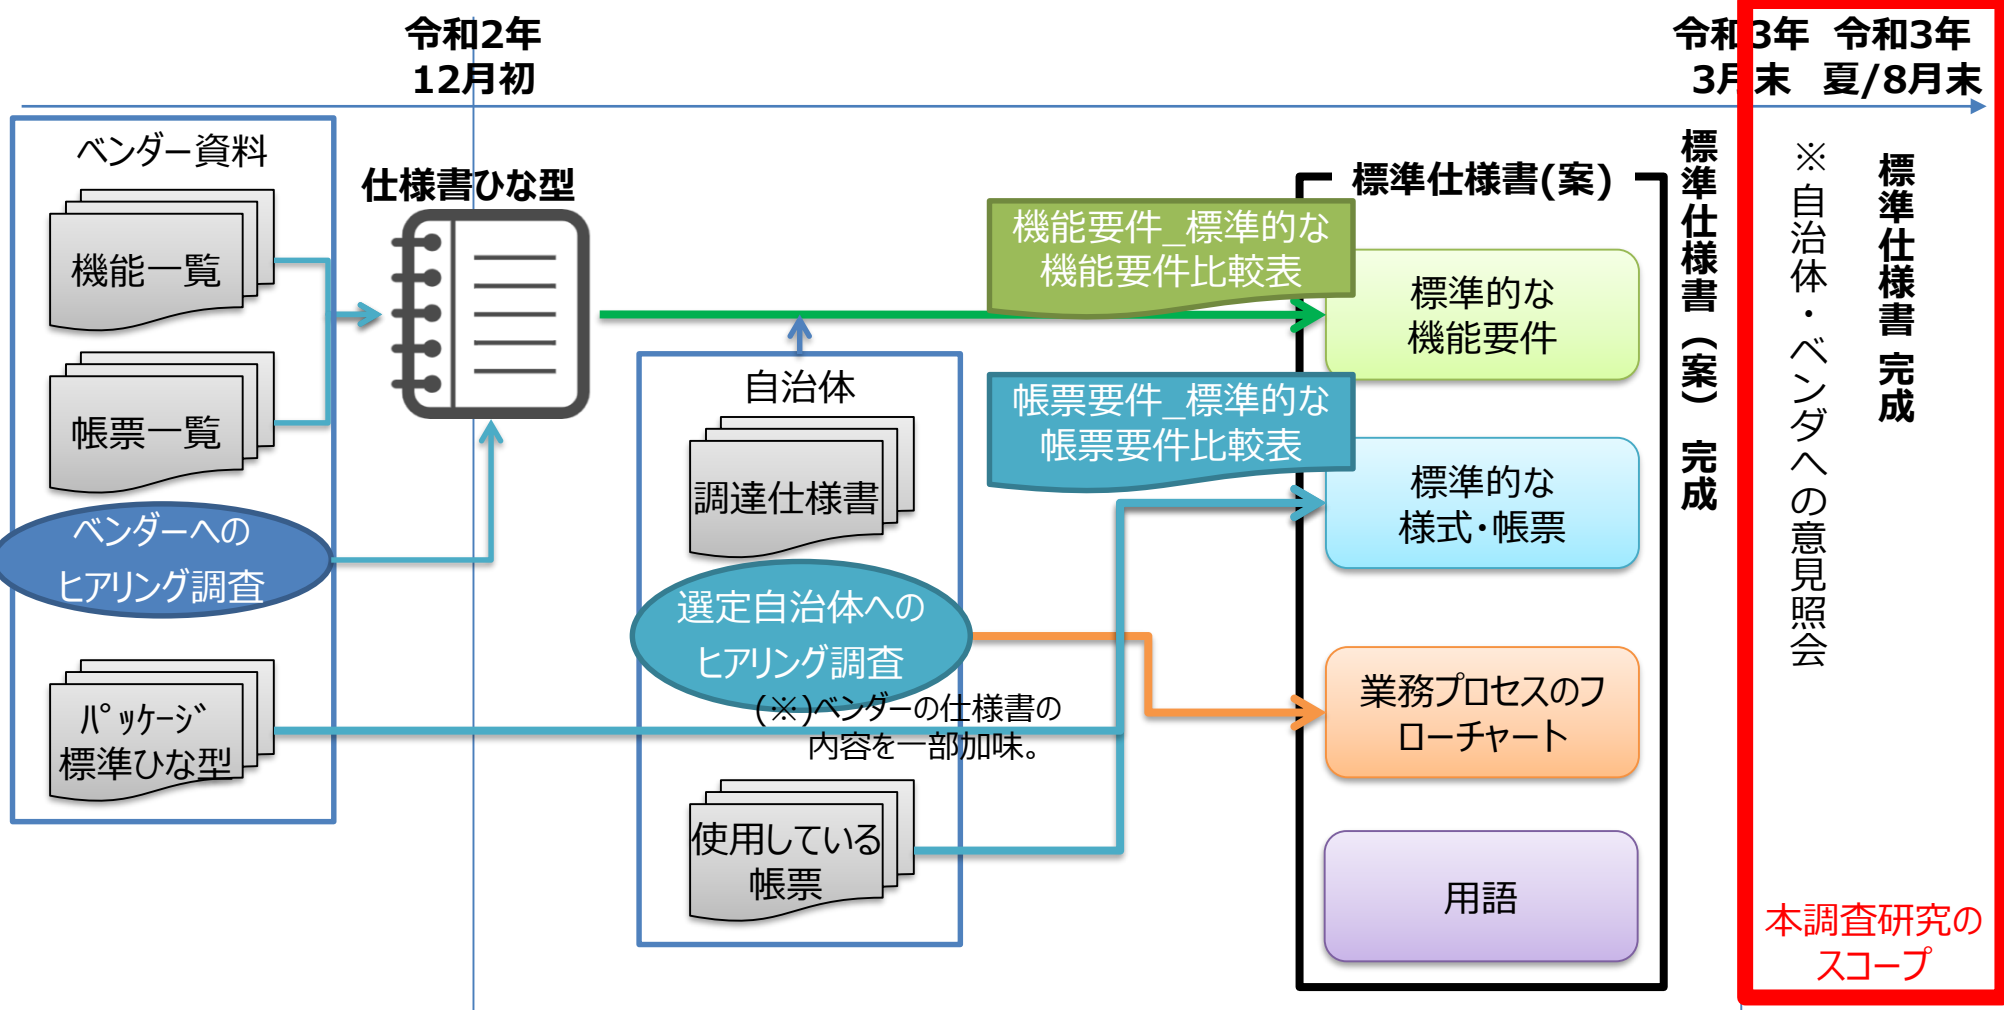 令和2年
12月初
令和3年
3月末
令和3年
夏/8月末
ベンダー資料
機能一覧
帳票一覧
ベンダーへの
ヒアリング調査
パッケージ
標準ひな型
仕様書ひな型
自治体
調達仕様書
選定自治体への
ヒアリング調査
(※)ベンダーの仕様書の
内容を一部加味。
使用している
帳票
機能要件_標準的な
機能要件比較表
帳票要件_標準的な
帳票要件比較表
標準仕様書(案)
標準的な
機能要件
標準的な
様式・帳票
業務プロセスのフ
ローチャート
用語
標準仕様書（案） 完成
※自治体・ベンダへの意見照会
標準仕様書 完成
本調査研究の
スコープ